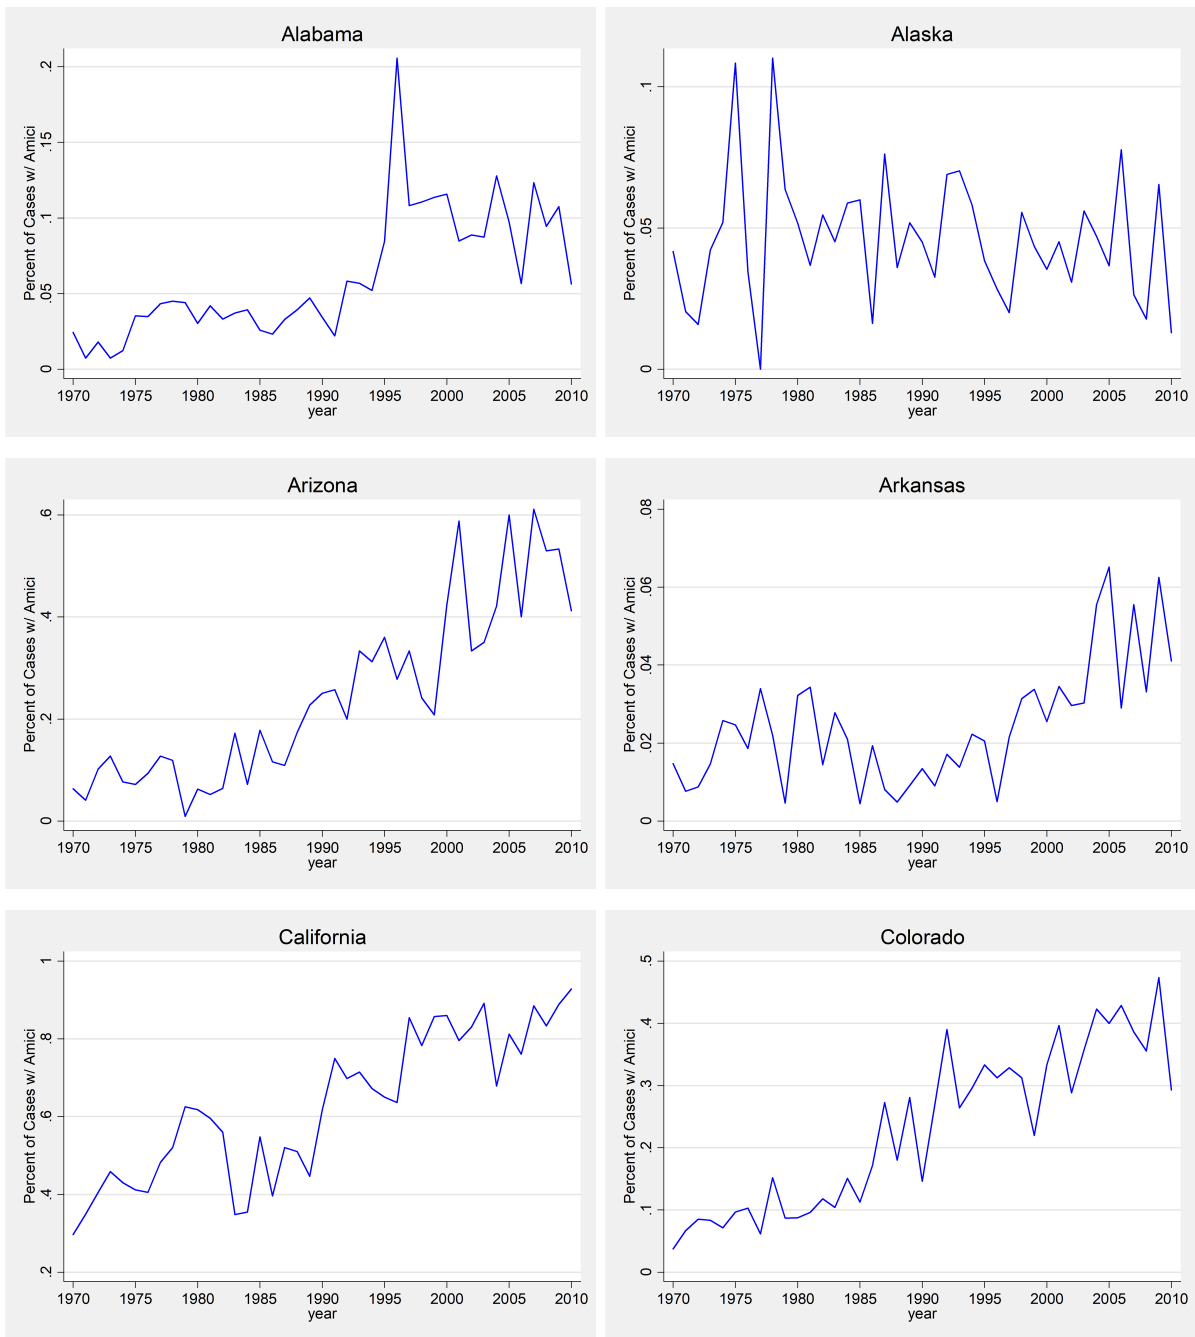 Alabama
Percent of Cases w/ Amici
0 .05 .1 .15 .2
1970 1975 1980 1985 1990 1995 2000 2005 2010
year
Alaska
Percent of Cases w/ Amici
0 .05 .1
1970 1975 1980 1985 1990 1995 2000 2005 2010
year
Arizona
Percent of Cases w/ Amici
0 .2 .4 .6
1970 1975 1980 1985 1990 1995 2000 2005 2010
year
Arkansas
Percent of Cases w/ Amici
0 .02 .04 .06 .08
1970 1975 1980 1985 1990 1995 2000 2005 2010
year
California
Percent of Cases w/ Amici
.2 .4 .6 .8 1
1970 1975 1980 1985 1990 1995 2000 2005 2010
year
Colorado
Percent of Cases w/ Amici
0 .1 .2 .3 .4 .5
1970 1975 1980 1985 1990 1995 2000 2005 2010
year